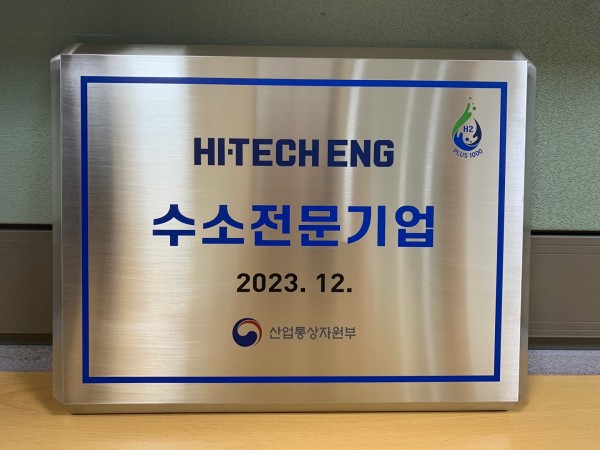 H2
PLUS 1000
HI-TECH ENG
수소전문기업
2023. 12.
산업통상자원부